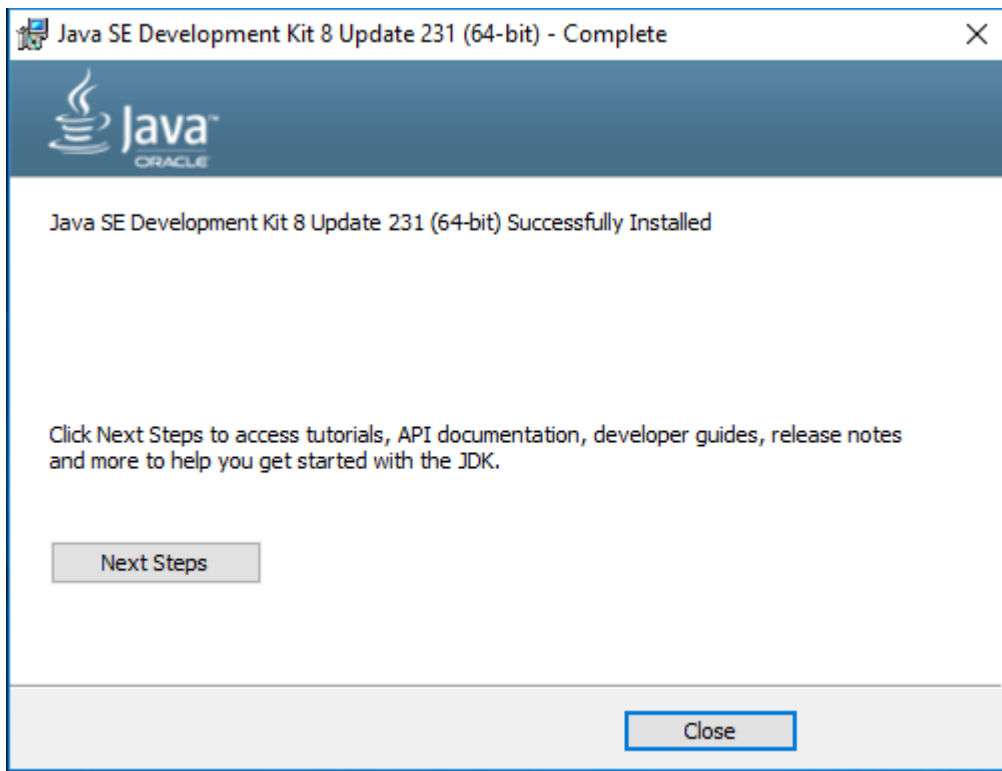 Java SE Development Kit 8 Update 231 (64-bit) - Complete
Java™
ORACLE
Java SE Development Kit 8 Update 231 (64-bit) Successfully Installed
Click Next Steps to access tutorials, API documentation, developer guides, release notes
and more to help you get started with the JDK.
Next Steps
Close